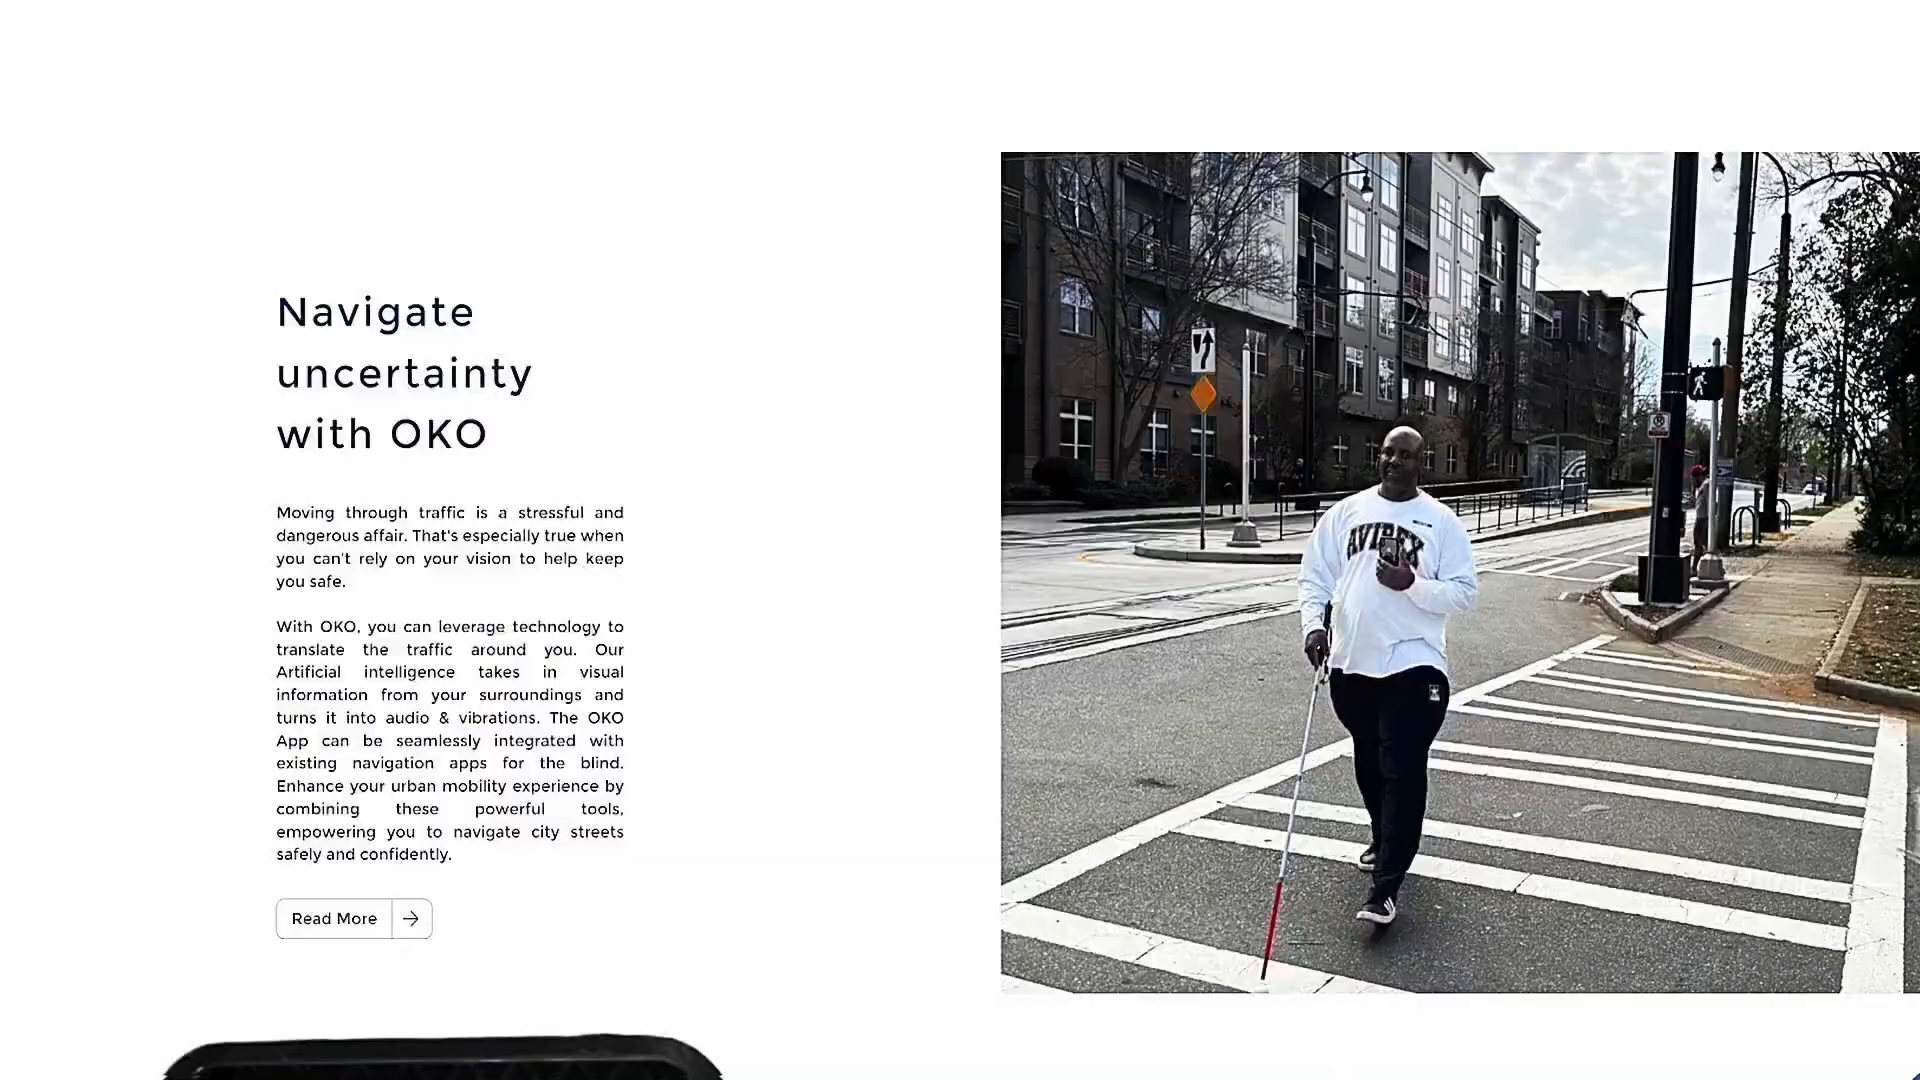 Navigate
uncertainty
with OKO
Moving through traffic is a stressful and
dangerous affair. That's especially true when
you can't rely on your vision to help keep
you safe.
With OKO, you can leverage technology to
translate the traffic around you. Our
Artificial intelligence takes in visual
information from your surroundings and
turns it into audio & vibrations. The OKO
App can be seamlessly integrated with
existing navigation apps for the blind.
Enhance your urban mobility experience by
combining these powerful tools,
empowering you to navigate city streets
safely and confidently.
Read More
AVIREX